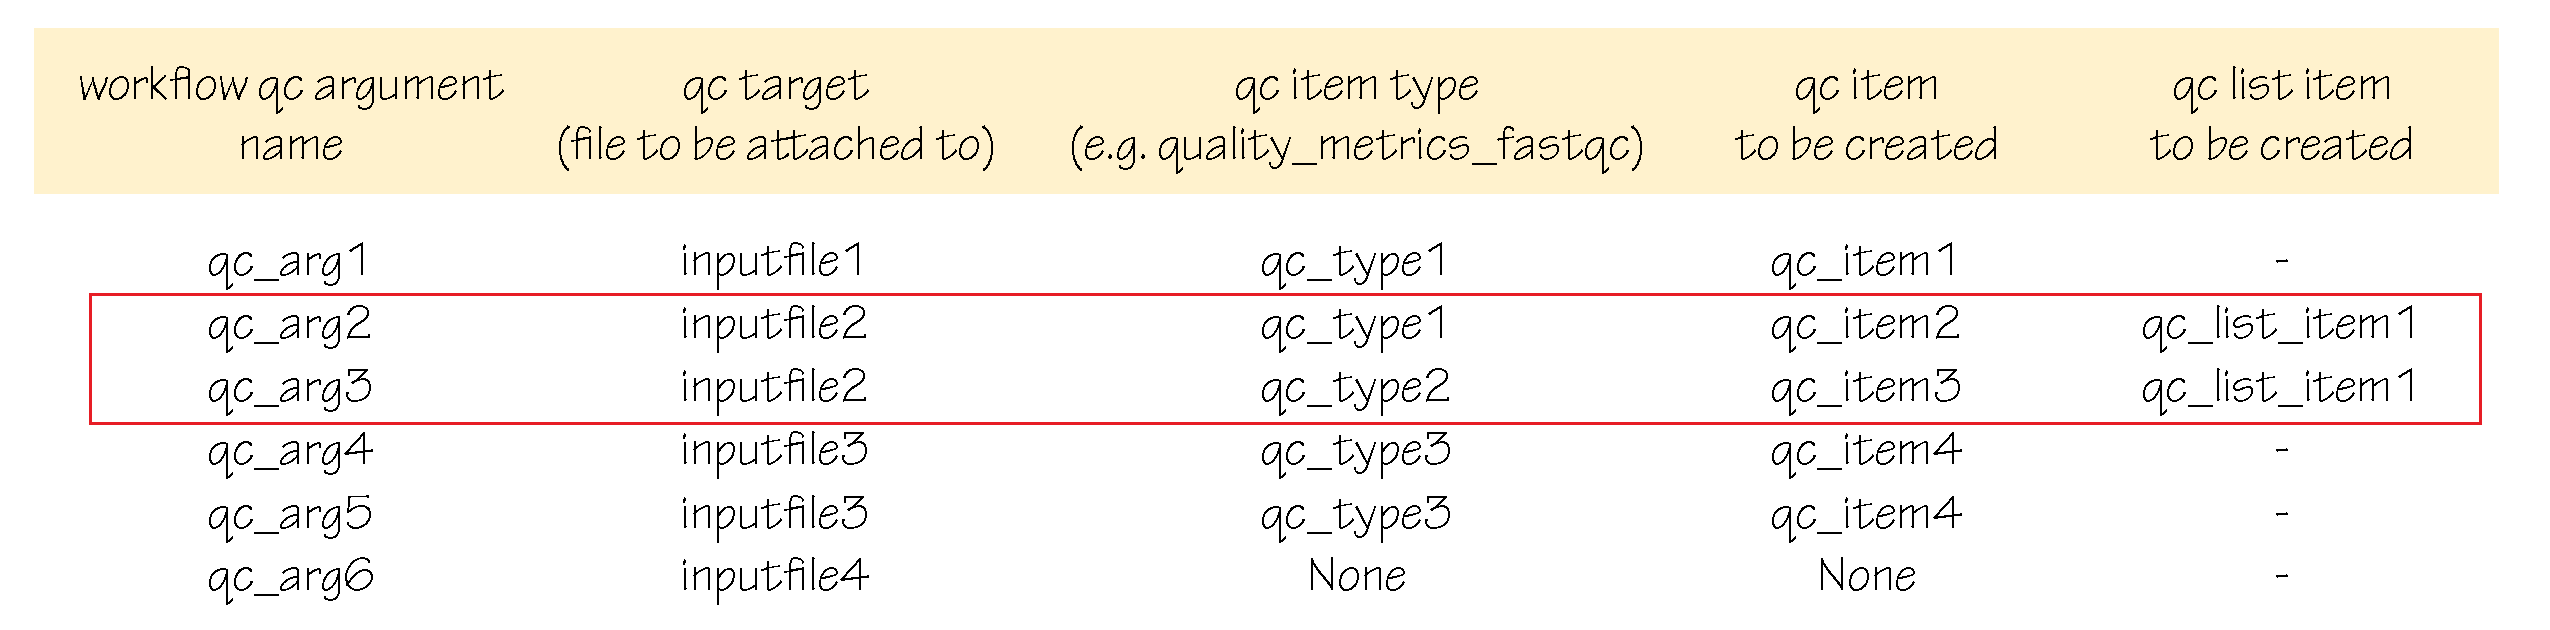 workflow qc argument name
qc target (file to be attached to)
qc item type (e.g. quality_metrics_fastqc)
qc item to be created
qc list item to be created
qc_arg1 inputfile1 qc_type1 qc_item1 -
qc_arg2 inputfile2 qc_type1 qc_item2 qc_list_item1
qc_arg3 inputfile2 qc_type2 qc_item3 qc_list_item1
qc_arg4 inputfile3 qc_type3 qc_item4 -
qc_arg5 inputfile3 qc_type3 qc_item4 -
qc_arg6 inputfile4 None None -